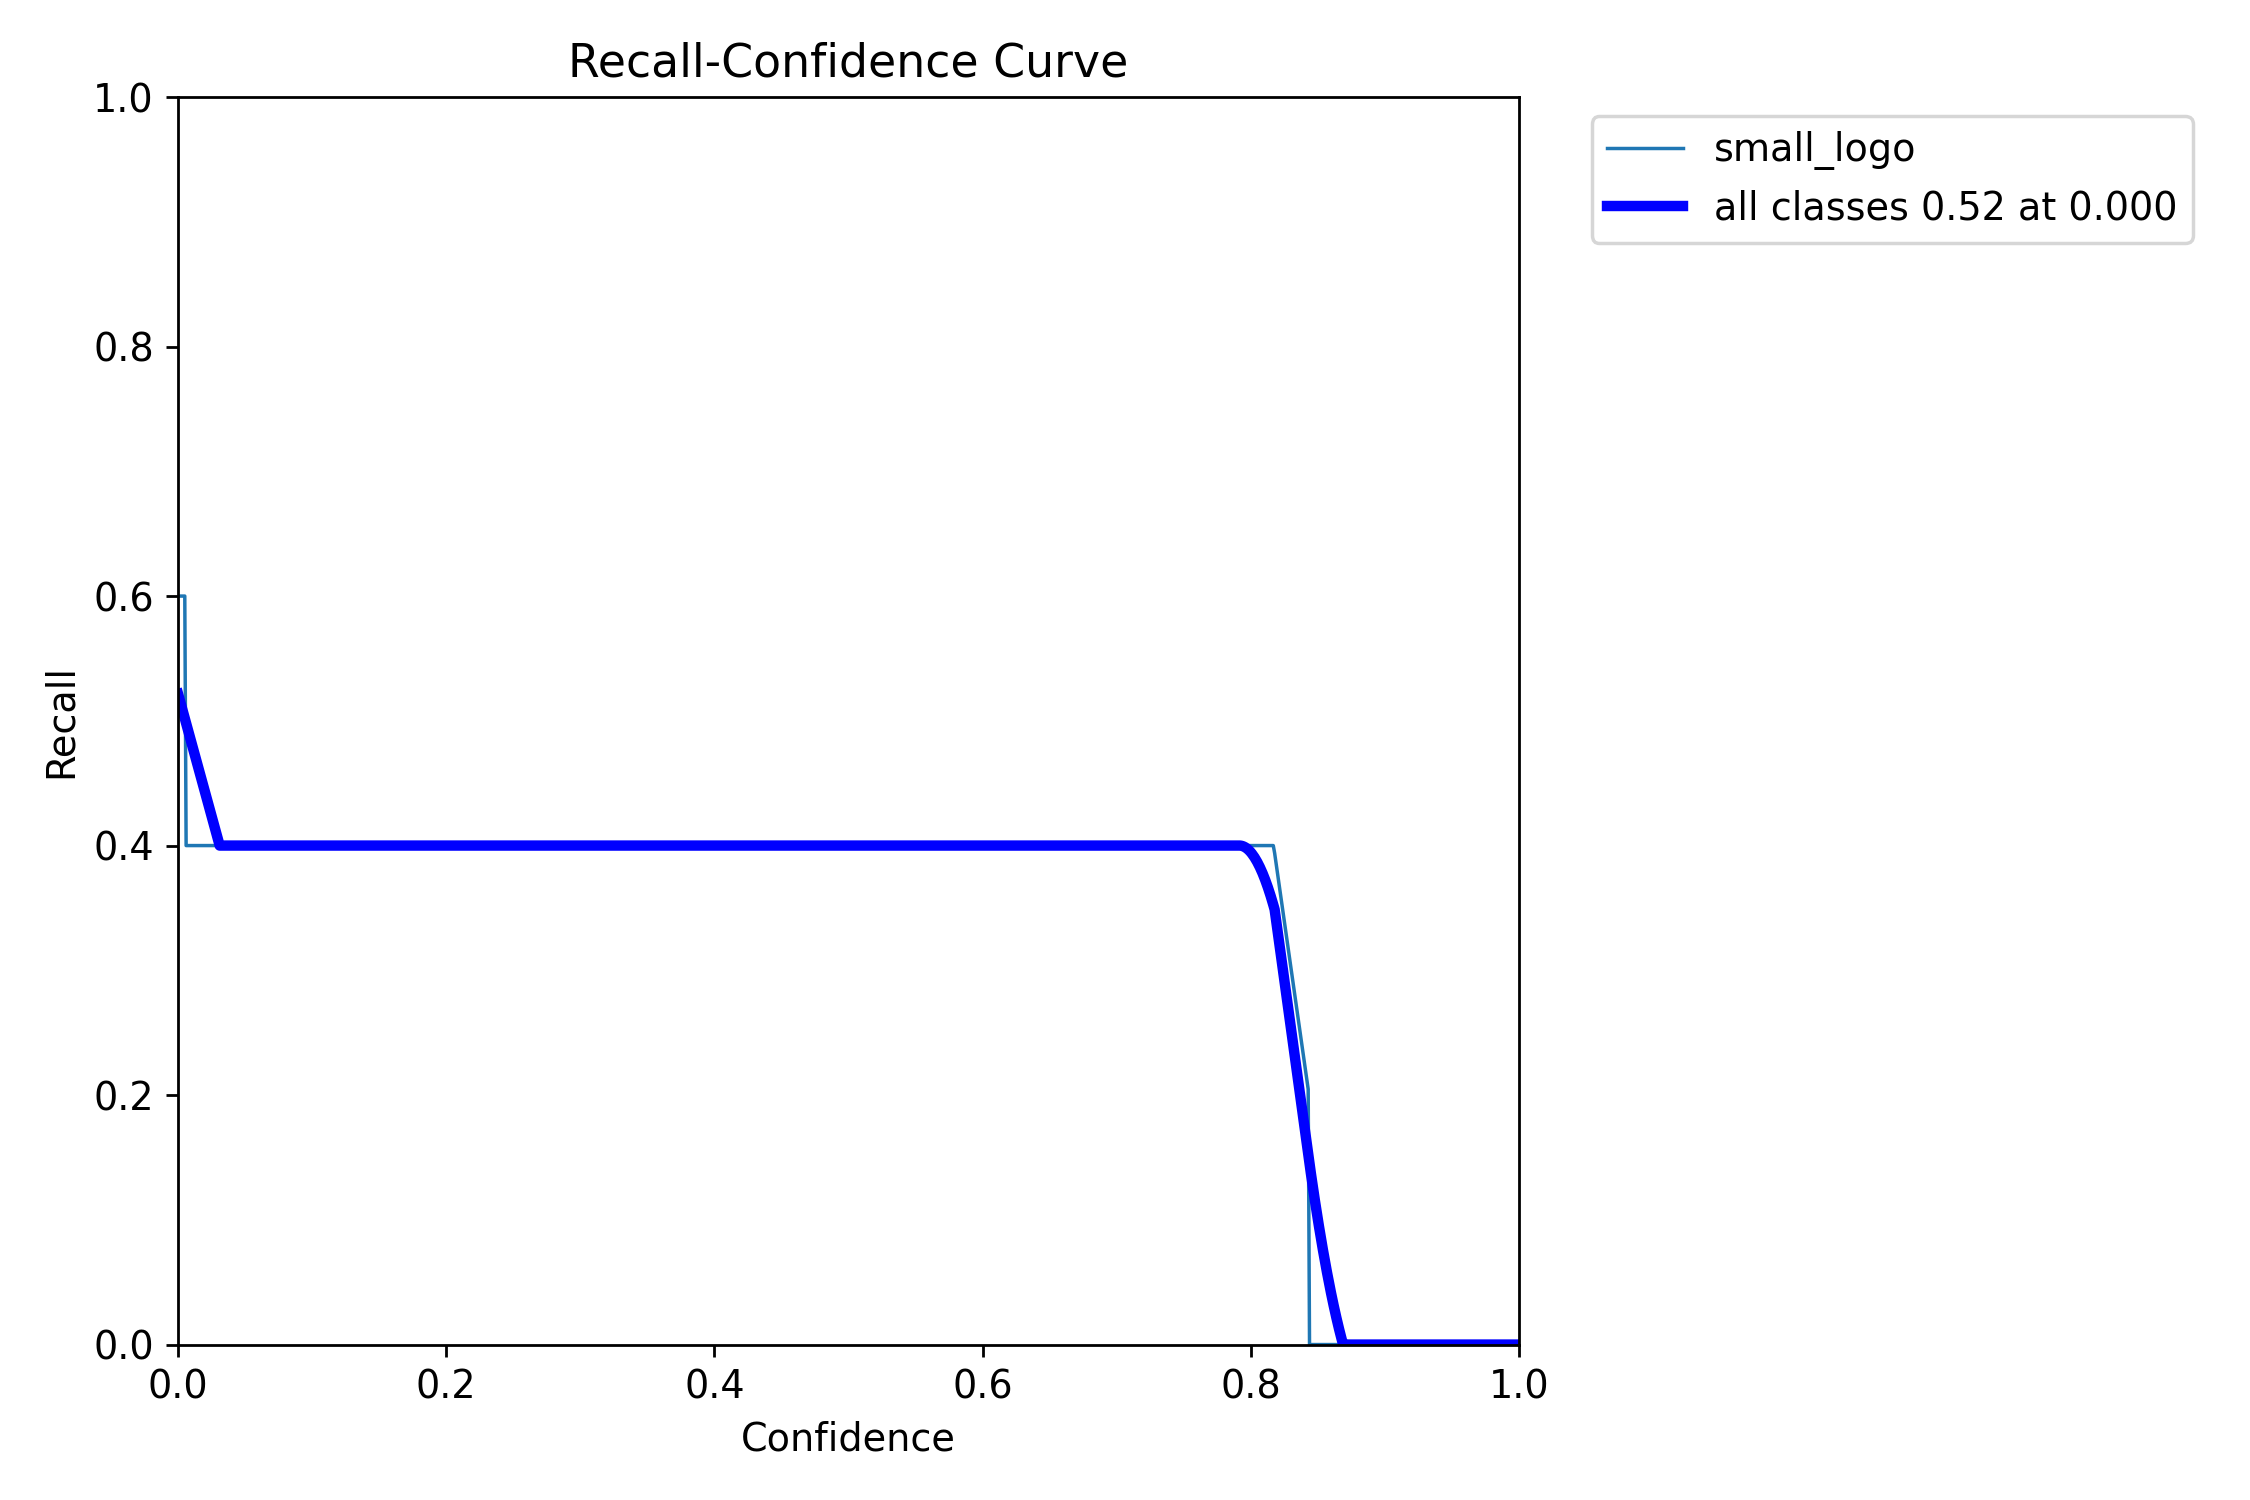 Recall-Confidence Curve
1.0
0.8
0.6
0.4
0.2
0.0
Recall
0.0 0.2 0.4 0.6 0.8 1.0
Confidence
small_logo
all classes 0.52 at 0.000